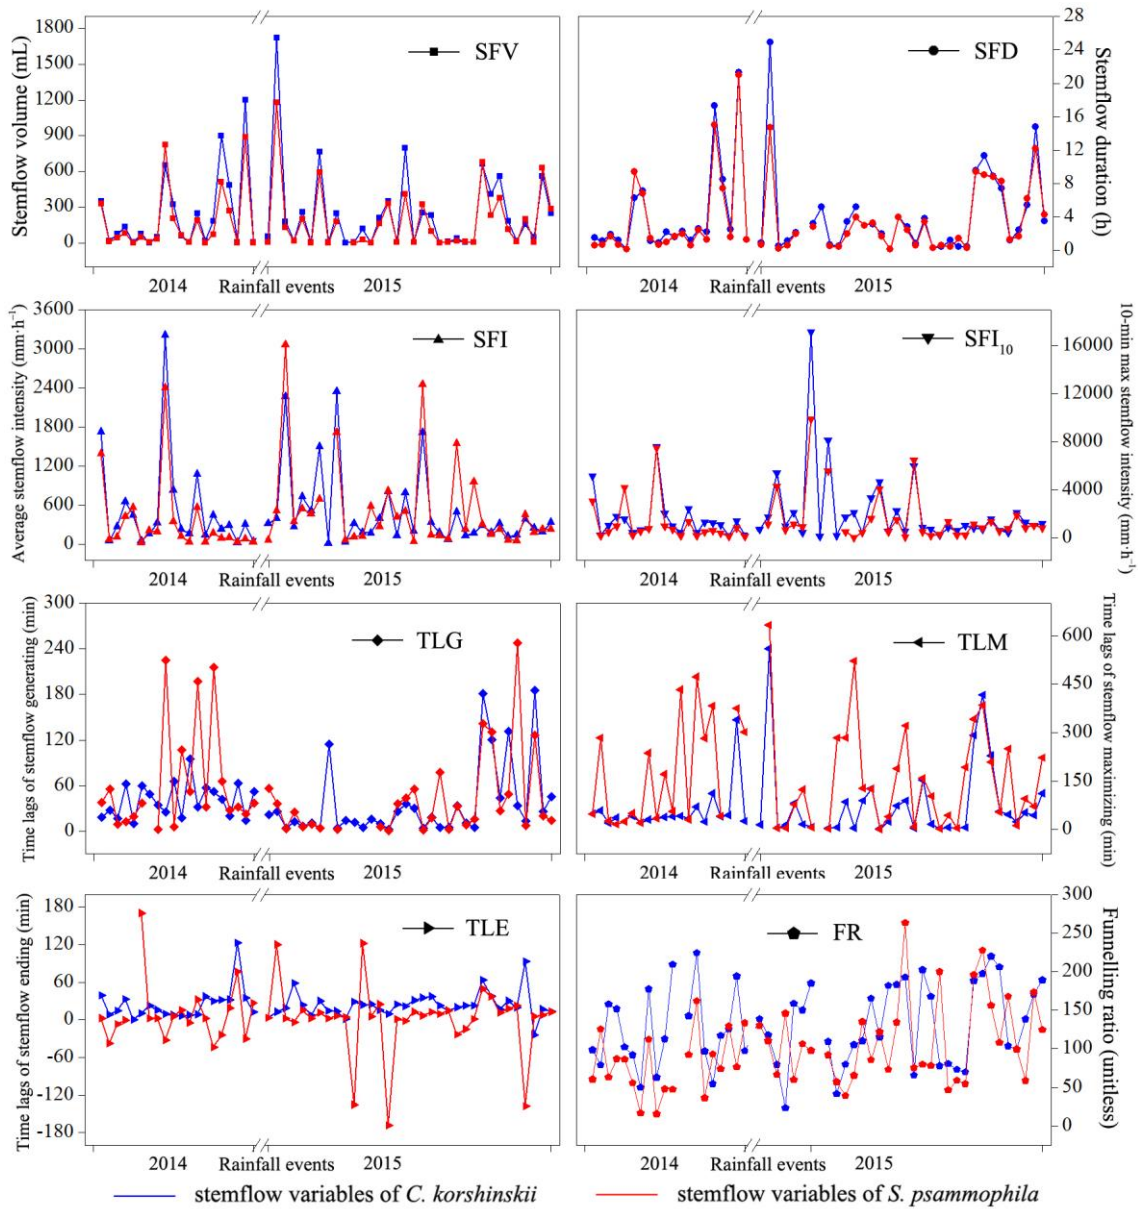 Stemflow volume (mL)
1800
1500
1200
900
600
300
0
SFV
2014
Rainfall events
2015
SFD
28
24
20
16
12
8
4
0
Stemflow duration (h)
2014
Rainfall events
2015
Average stemflow intensity (mm·h⁻¹)
3600
3000
2400
1800
1200
600
0
SFI
2014
Rainfall events
2015
SFI₁₀
16000
12000
8000
4000
0
10-min max stemflow intensity (mm·h⁻¹)
2014
Rainfall events
2015
Time lags of stemflow generating (min)
300
240
180
120
60
0
TLG
2014
Rainfall events
2015
TLM
600
450
300
150
0
Time lags of stemflow maximizing (min)
2014
Rainfall events
2015
Time lags of stemflow ending (min)
180
120
60
0
-60
-120
-180
TLE
2014
Rainfall events
2015
FR
300
250
200
150
100
50
0
Funnelling ratio (unitless)
2014
Rainfall events
2015
stemflow variables of C. korshinskii
stemflow variables of S. psammophila